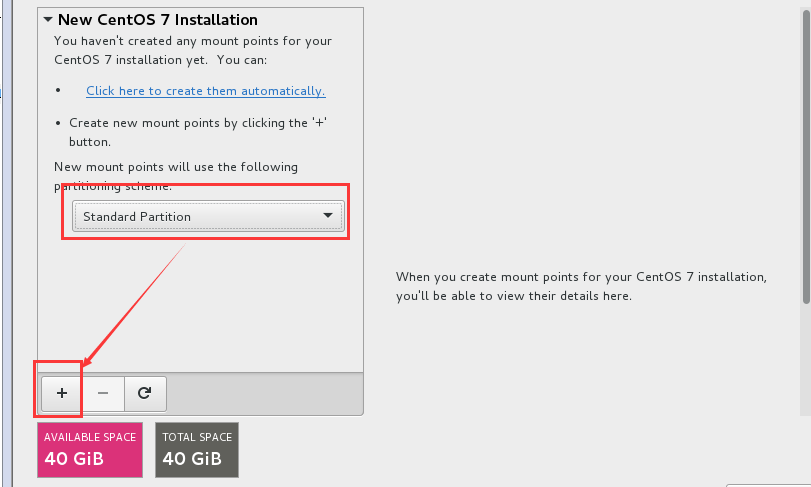 New CentOS 7 Installation
You haven't created any mount points for your
CentOS 7 installation yet.  You can:
• Click here to create them automatically.
• Create new mount points by clicking the '+'
button.
New mount points will use the following
partitioning scheme:
Standard Partition
When you create mount points for your CentOS 7 installation,
you'll be able to view their details here.
+ −
AVAILABLE SPACE
40 GiB
TOTAL SPACE
40 GiB